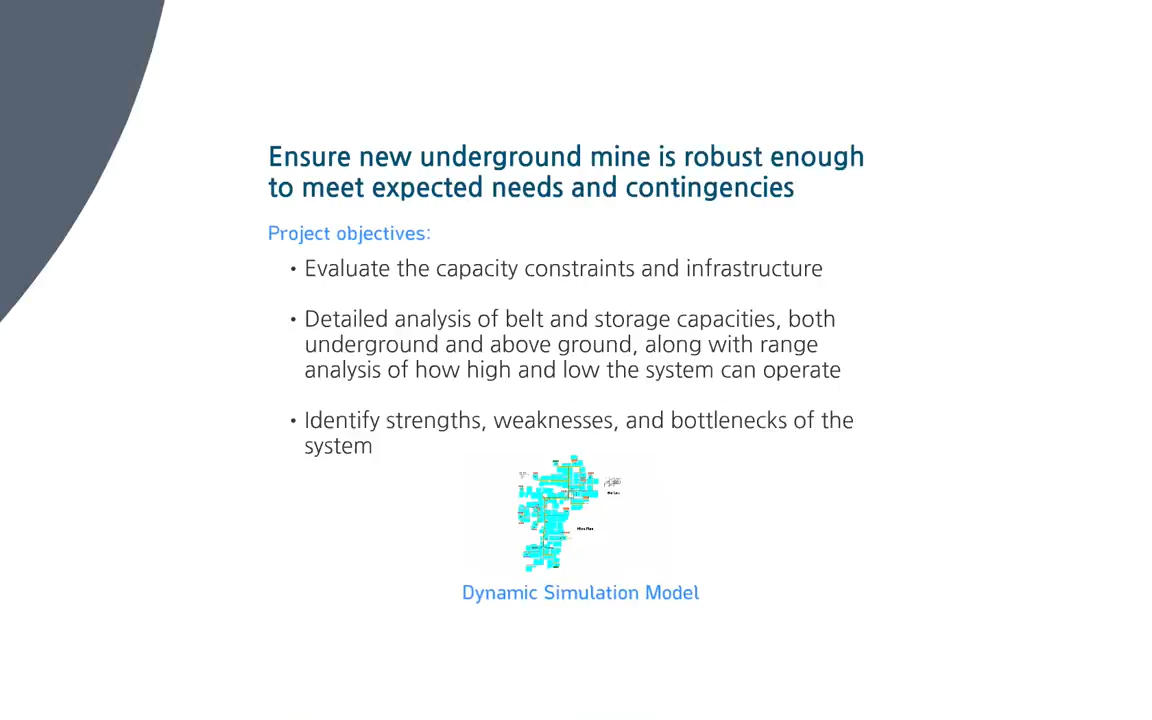 Ensure new underground mine is robust enough
to meet expected needs and contingencies
Project objectives:
• Evaluate the capacity constraints and infrastructure
• Detailed analysis of belt and storage capacities, both
underground and above ground, along with range
analysis of how high and low the system can operate
• Identify strengths, weaknesses, and bottlenecks of the
system
Dynamic Simulation Model